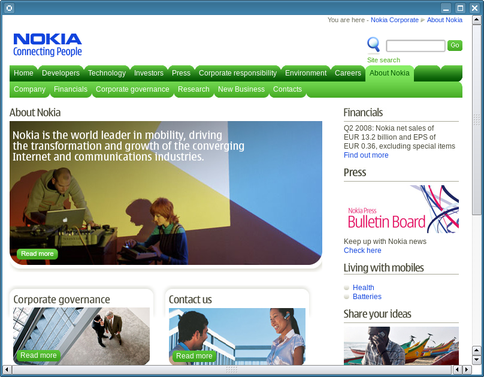 You are here - Nokia Corporate About Nokia
NOKIA
Connecting People
Go
Site search
Home Developers Technology Investors Press Corporate responsibility Environment Careers About Nokia
Company Financials Corporate governance Research New Business Contacts
About Nokia
Nokia is the world leader in mobility, driving
the transformation and growth of the converging
Internet and communications industries.
Read more
Financials
Q2 2008: Nokia net sales of
EUR 13.2 billion and EPS of
EUR 0.36, excluding special items
Find out more
Press
Nokia Press
Bulletin Board
Keep up with Nokia news
Check here
Living with mobiles
Health
Batteries
Share your ideas
Corporate governance
Read more
Contact us
Read more